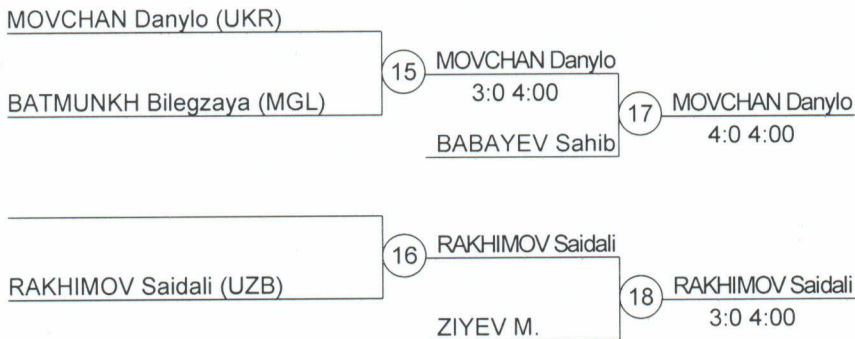 MOVCHAN Danylo (UKR)
15
MOVCHAN Danylo
3:0 4:00
BATMUNKH Bilegzaya (MGL)
17
MOVCHAN Danylo
4:0 4:00
BABAYEV Sahib
16
RAKHIMOV Saidali
RAKHIMOV Saidali (UZB)
18
RAKHIMOV Saidali
3:0 4:00
ZIYEV M.